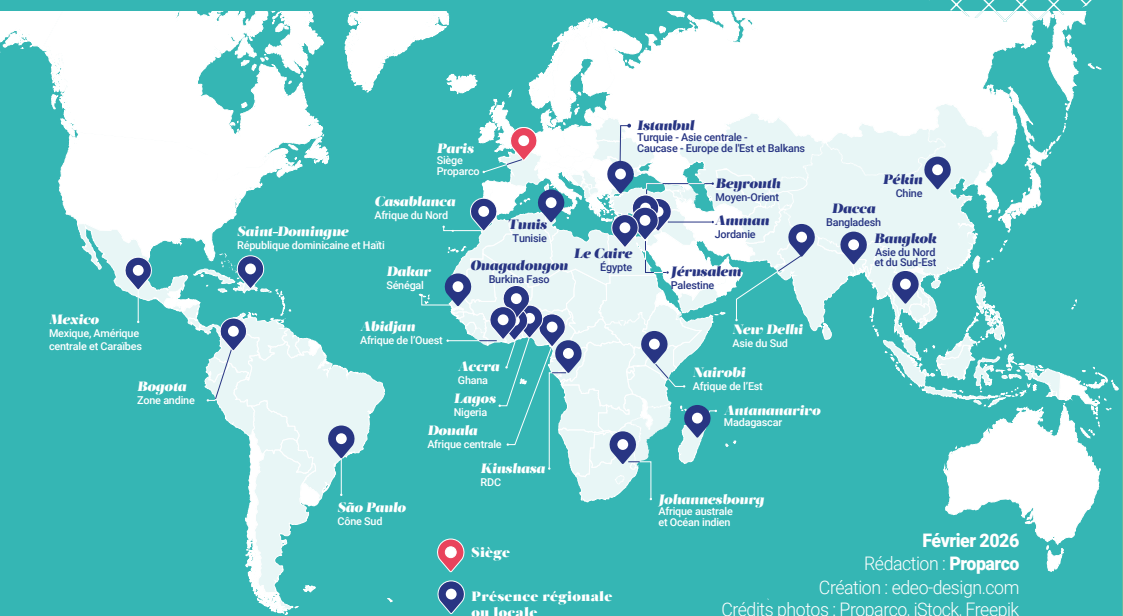 Istanbul
Turquie - Asie centrale -
Caucase - Europe de l'Est et Balkans
Paris
Siège
Proparco
Beyrouth
Moyen-Orient
Pékin
Chine
Casablanca
Afrique du Nord
Tunis
Tunisie
Amman
Jordanie
Dacca
Bangladesh
Saint-Domingue
République dominicaine et Haïti
Le Caire
Égypte
Bangkok
Asie du Nord
et du Sud-Est
Dakar
Sénégal
Ouagadougou
Burkina Faso
Jérusalem
Palestine
Mexico
Mexique, Amérique
centrale et Caraïbes
Abidjan
Afrique de l'Ouest
New Delhi
Asie du Sud
Accra
Ghana
Nairobi
Afrique de l'Est
Bogota
Zone andine
Lagos
Nigeria
Antananarivo
Madagascar
Douala
Afrique centrale
Kinshasa
RDC
São Paulo
Cône Sud
Johannesbourg
Afrique australe
et Océan indien
Siège
Présence régionale
ou locale
Février 2026
Rédaction : Proparco
Création : edeo-design.com
Crédits photos : Proparco, iStock, Freepik